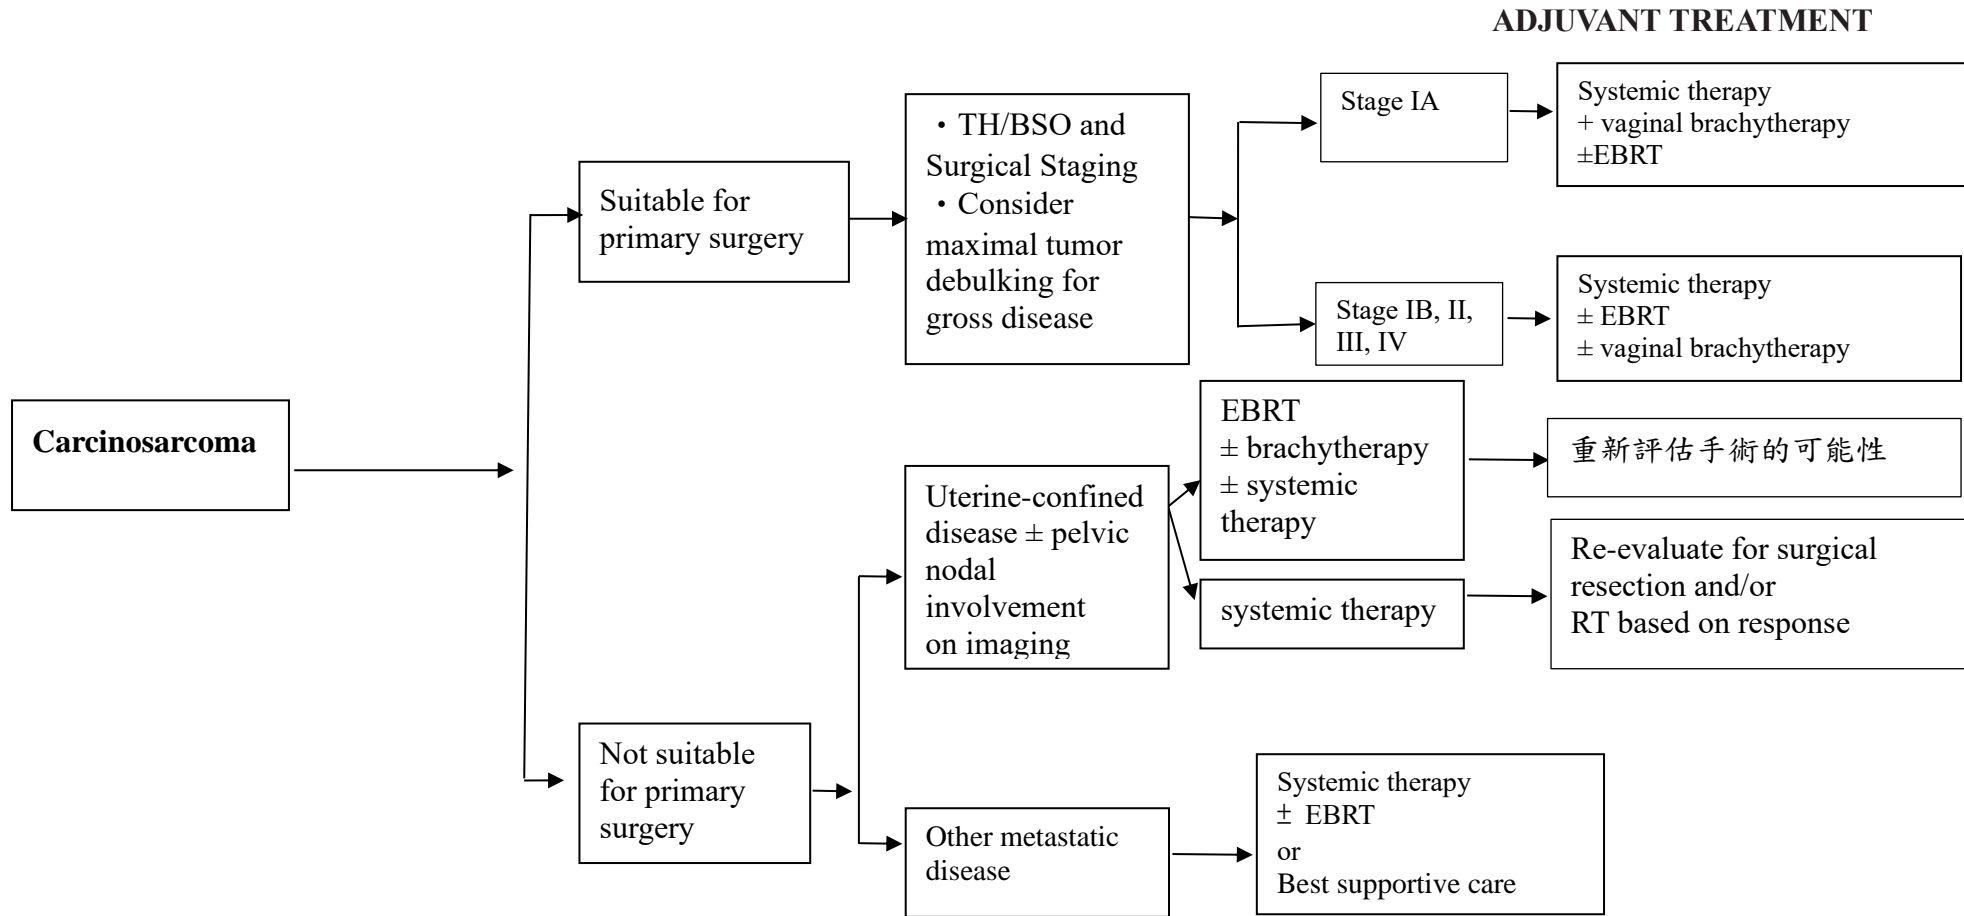 ADJUVANT TREATMENT
Carcinosarcoma
Suitable for
primary surgery
・TH/BSO and
Surgical Staging
・Consider
maximal tumor
debulking for
gross disease
Stage IA
Systemic therapy
+ vaginal brachytherapy
±EBRT
Stage IB, II,
III, IV
Systemic therapy
± EBRT
± vaginal brachytherapy
Not suitable
for primary
surgery
Uterine-confined
disease ± pelvic
nodal
involvement
on imaging
EBRT
± brachytherapy
± systemic
therapy
重新評估手術的可能性
systemic therapy
Re-evaluate for surgical
resection and/or
RT based on response
Other metastatic
disease
Systemic therapy
± EBRT
or
Best supportive care